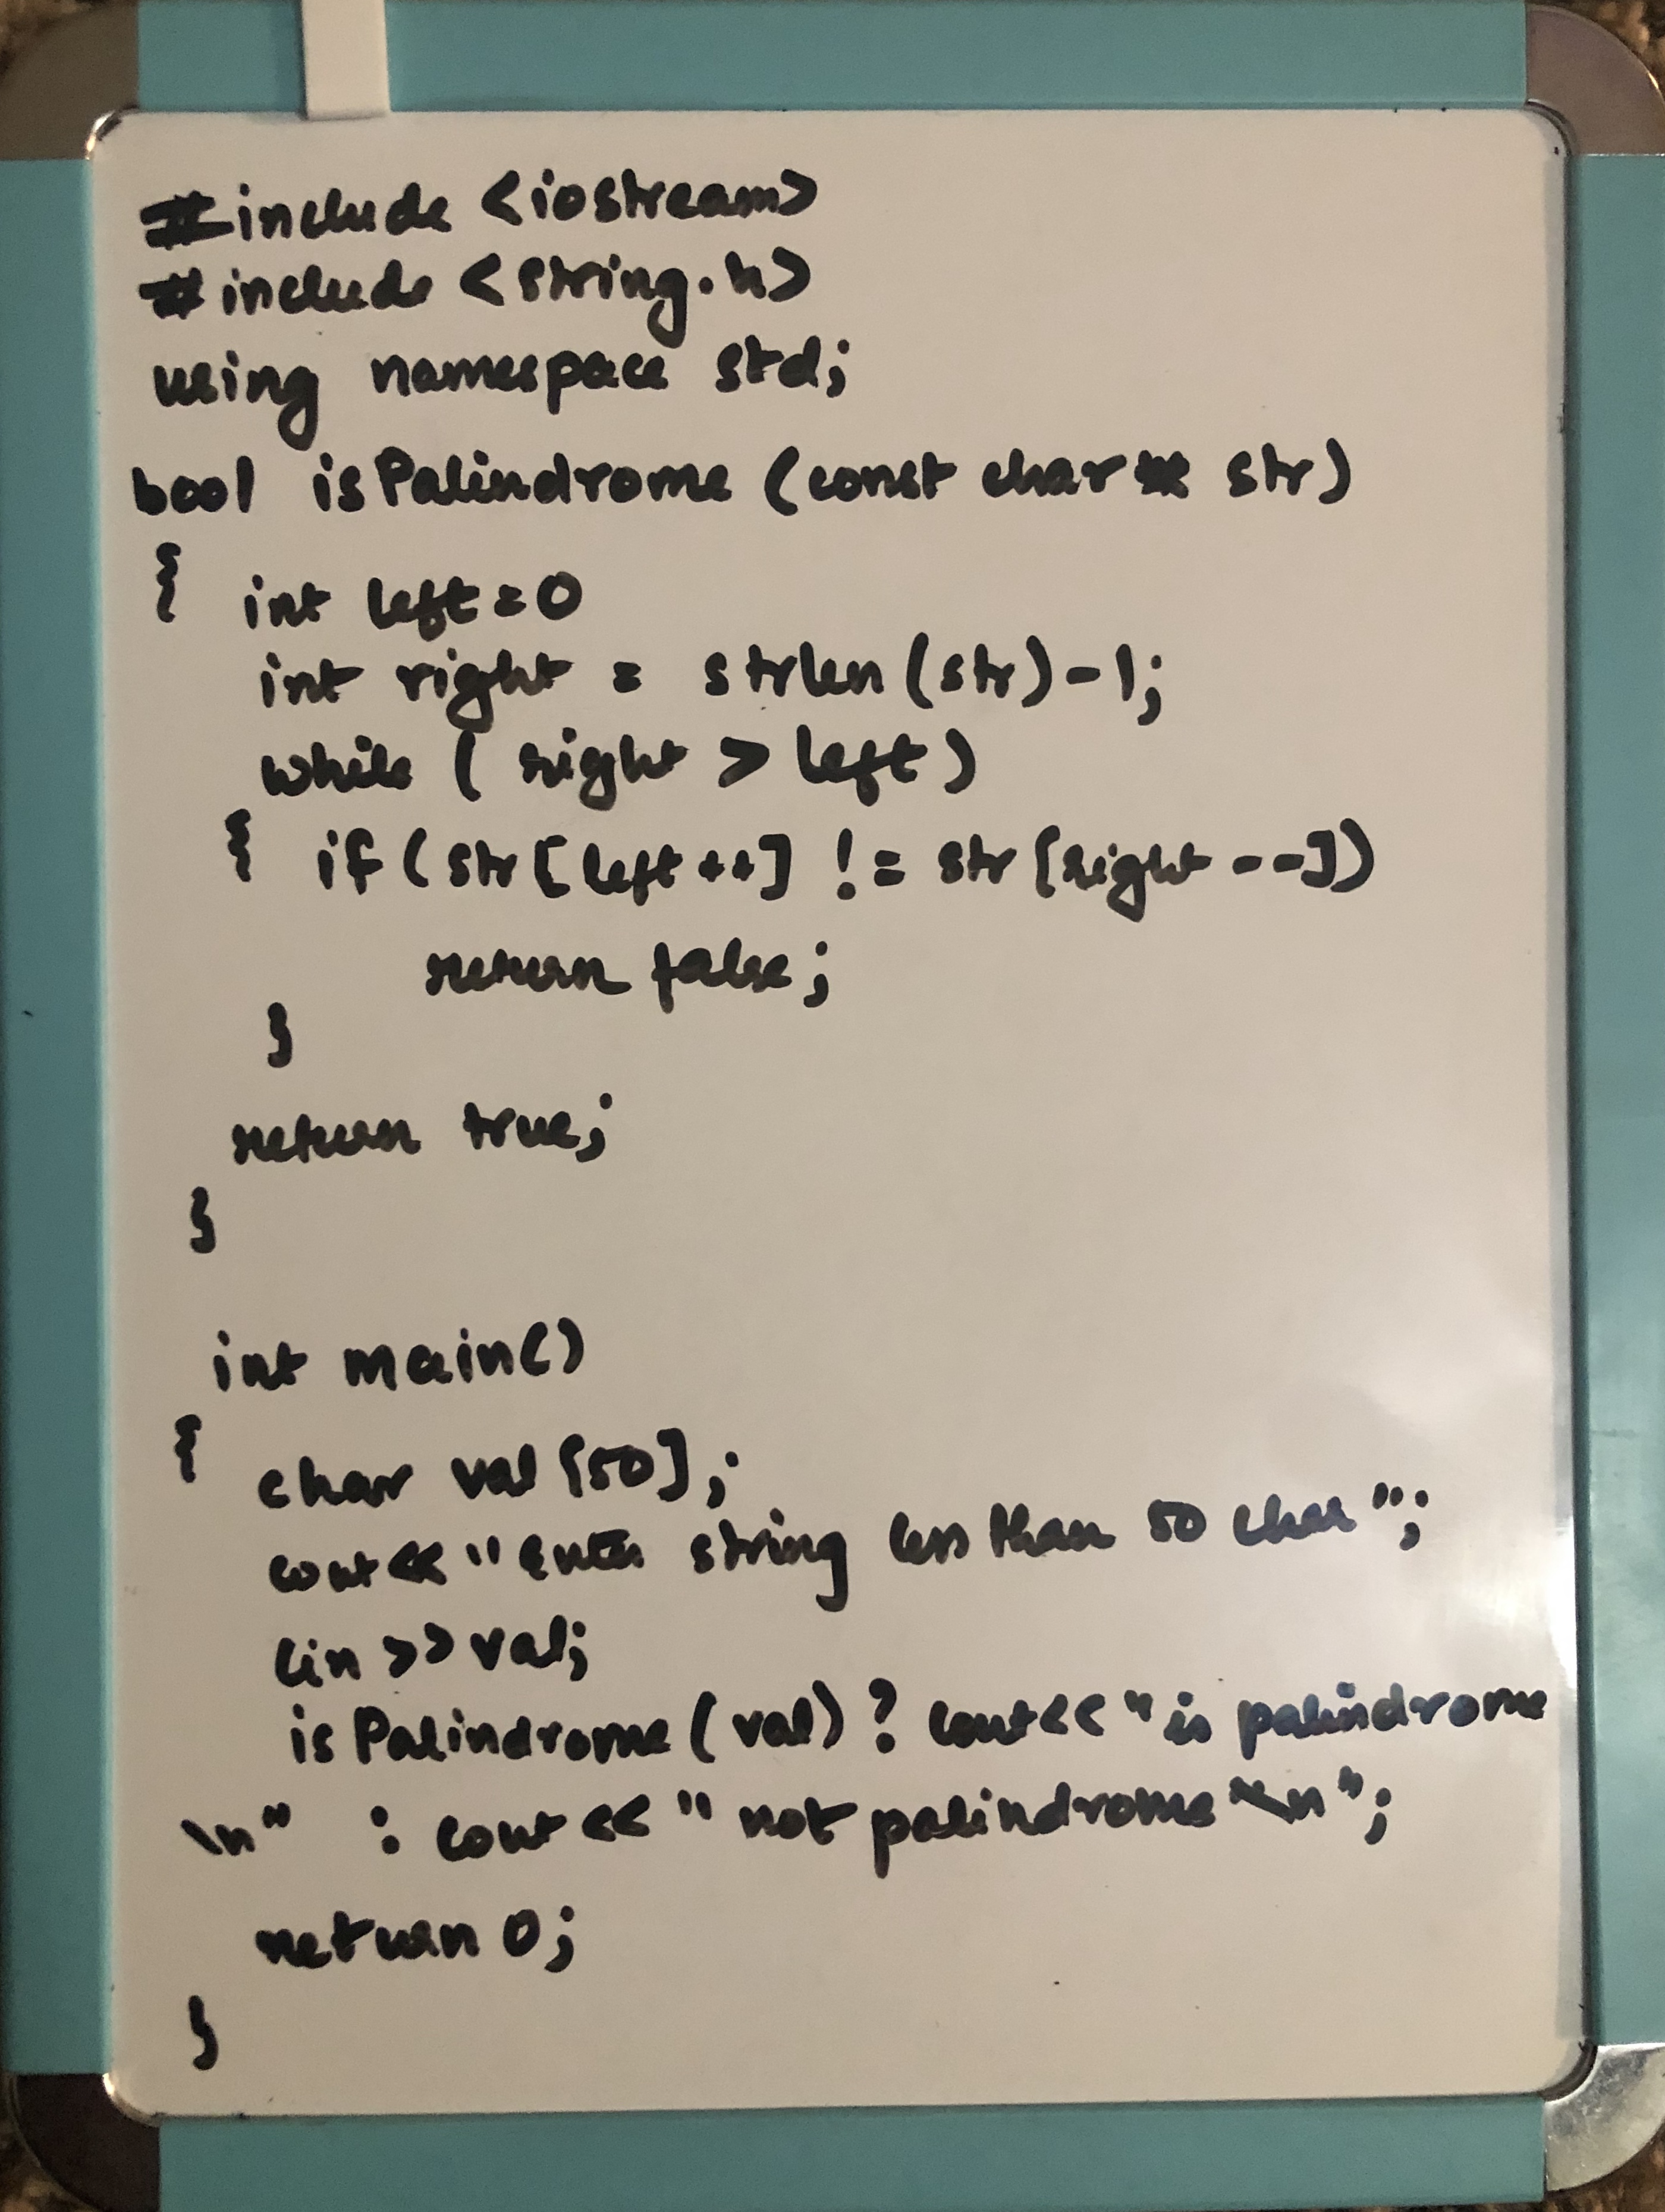 #include <iostream>
#include <string.h>
using namespace std;
bool isPalindrome (const char* str)
{ int left=0
int right = strlen(str)-1;
while ( right > left )
{ if (str[left++] != str[right--])
return false;
}
return true;
}
int main()
{ char val[50];
cout<< "Enter string less than 50 char";
cin >> val;
isPalindrome (val) ? cout<< "is palindrome
\n" : cout<< "not palindrome \n";
return 0;
}